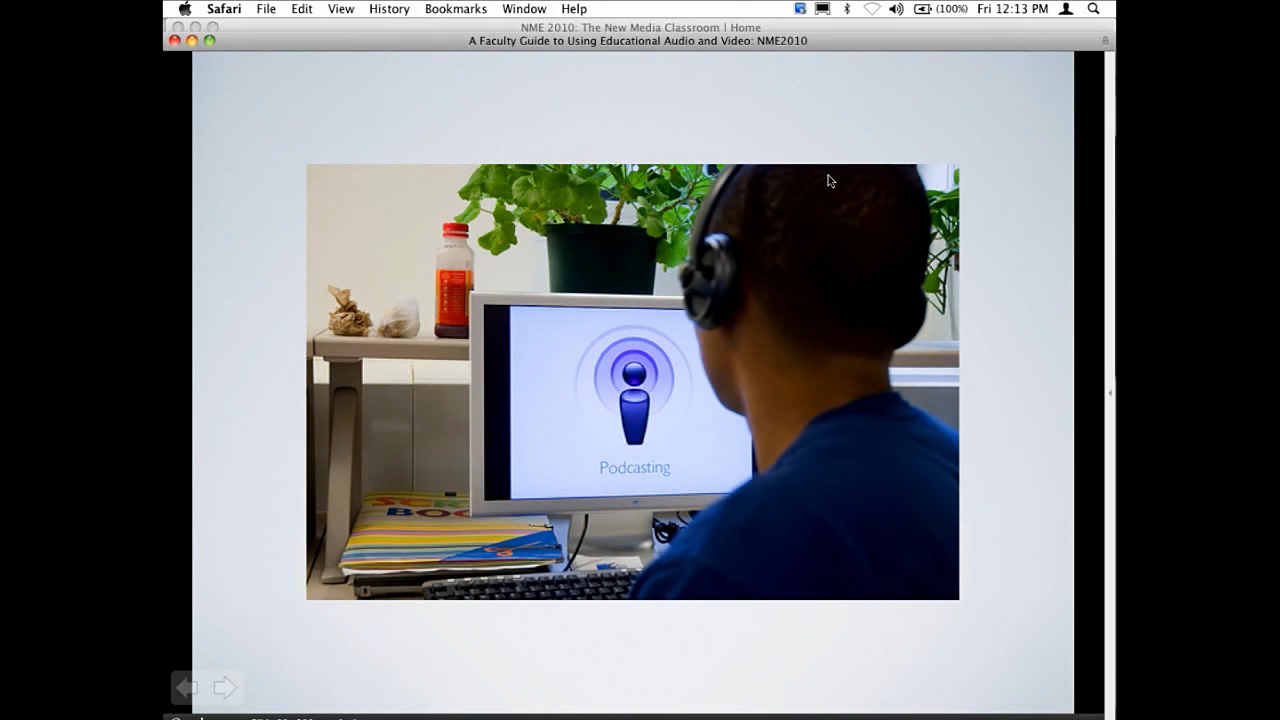 Safari File Edit View History Bookmarks Window Help (100%) Fri 12:13 PM
NME 2010: The New Media Classroom | Home
A Faculty Guide to Using Educational Audio and Video: NME2010
Podcasting